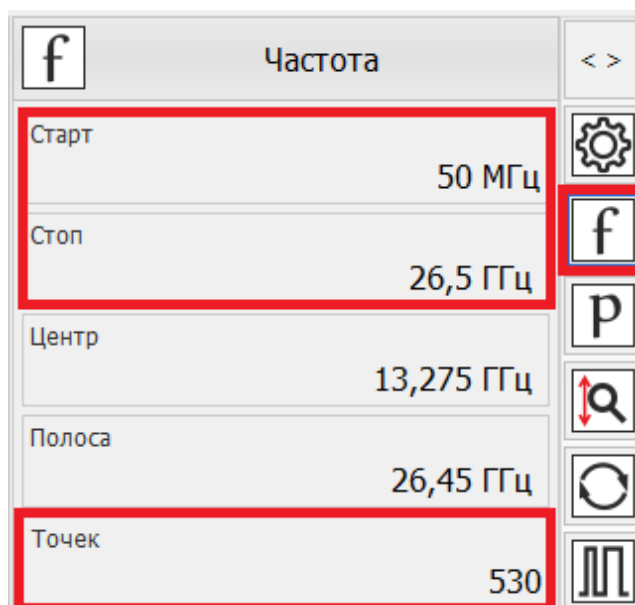 f
Частота
< >
Старт
50 МГц
Стоп
26,5 ГГц
f
Центр
13,275 ГГц
p
Полоса
26,45 ГГц
Точек
530